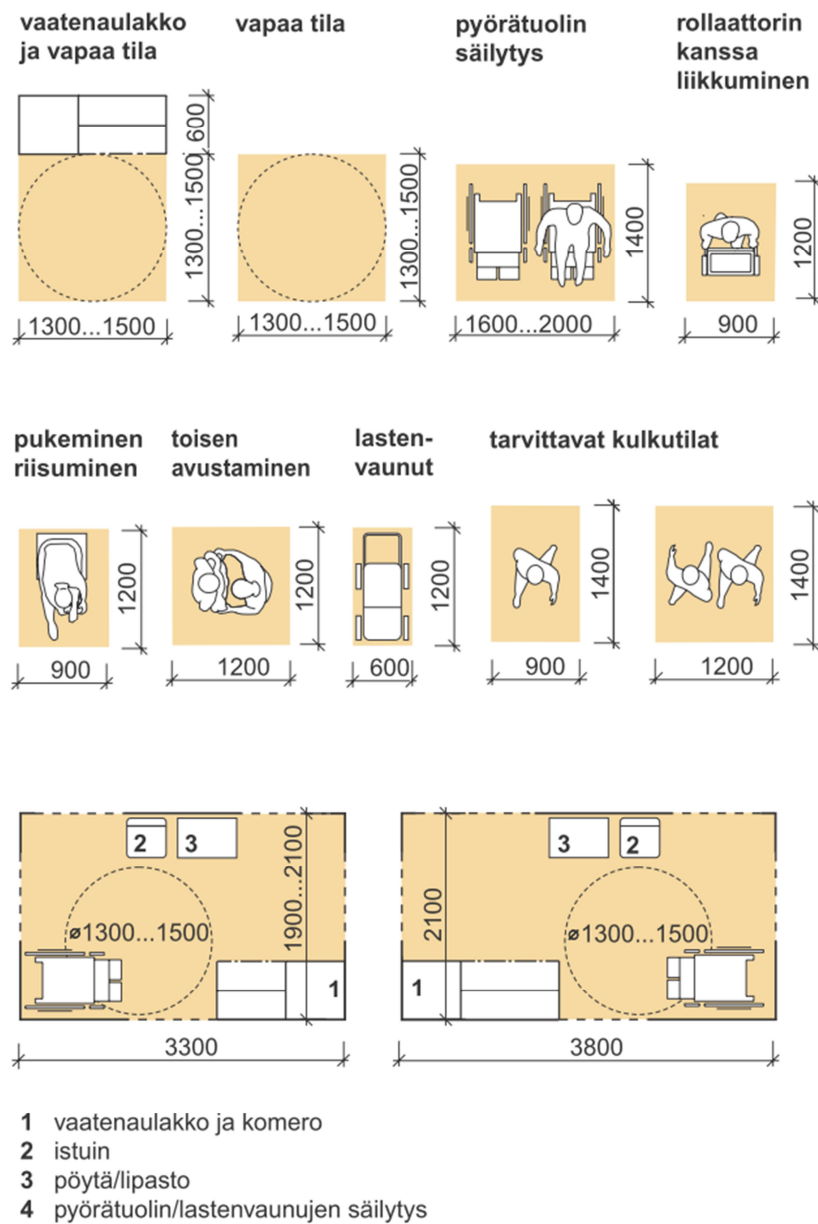 vaatenaulakko
ja vapaa tila
600
1300...1500
1300...1500
vapaa tila
1300...1500
1300...1500
pyörätuolin
säilytys
1400
1600...2000
rollaattorin
kanssa
liikkuminen
1200
900
pukeminen
riisuminen
1200
900
toisen
avustaminen
1200
1200
lasten-
vaunut
1200
600
tarvittavat kulkutilat
1400
900
1400
1200
2
3
1900...2100
ø1300...1500
1
3300
3
2
2100
ø1300...1500
1
3800
1 vaatenaulakko ja komero
2 istuin
3 pöytä/lipasto
4 pyörätuolin/lastenvaunujen säilytys